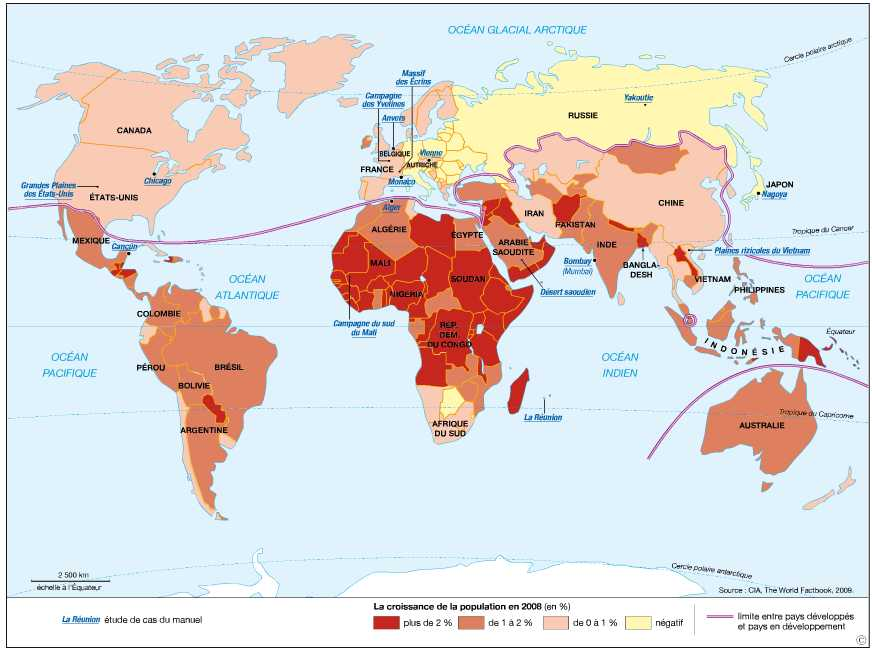 OCÉAN GLACIAL ARCTIQUE
Cercle polaire arctique
Massif
des Écrins
Campagne
des Yvelines
Anvers
Yakoutie
RUSSIE
CANADA
BELGIQUE
Vienne
FRANCE
AUTRICHE
Monaco
Grandes Plaines
des États-Unis
Chicago
ÉTATS-UNIS
JAPON
Nagoya
CHINE
Alger
IRAN
PAKISTAN
Tropique du Cancer
MEXIQUE
Cancún
ALGÉRIE
ÉGYPTE
ARABIE
SAOUDITE
INDE
Plaines rizicoles du Vietnam
MALI
SOUDAN
Bombay
(Mumbai)
BANGLA-
DESH
OCÉAN
ATLANTIQUE
NIGERIA
Désert saoudien
VIETNAM
PHILIPPINES
OCÉAN
PACIFIQUE
COLOMBIE
Campagne du sud
du Mali
RÉP.
DÉM.
DU CONGO
Équateur
OCÉAN
PACIFIQUE
PÉROU
BRÉSIL
OCÉAN
INDIEN
INDONÉSIE
BOLIVIE
La Réunion
Tropique du Capricorne
ARGENTINE
AFRIQUE
DU SUD
AUSTRALIE
2 500 km
échelle à l'Équateur
Cercle polaire antarctique
Source : CIA, The World Factbook, 2009.
La Réunion étude de cas du manuel
La croissance de la population en 2008 (en %)
plus de 2 % de 1 à 2 % de 0 à 1 % négatif
limite entre pays développés
et pays en développement
©